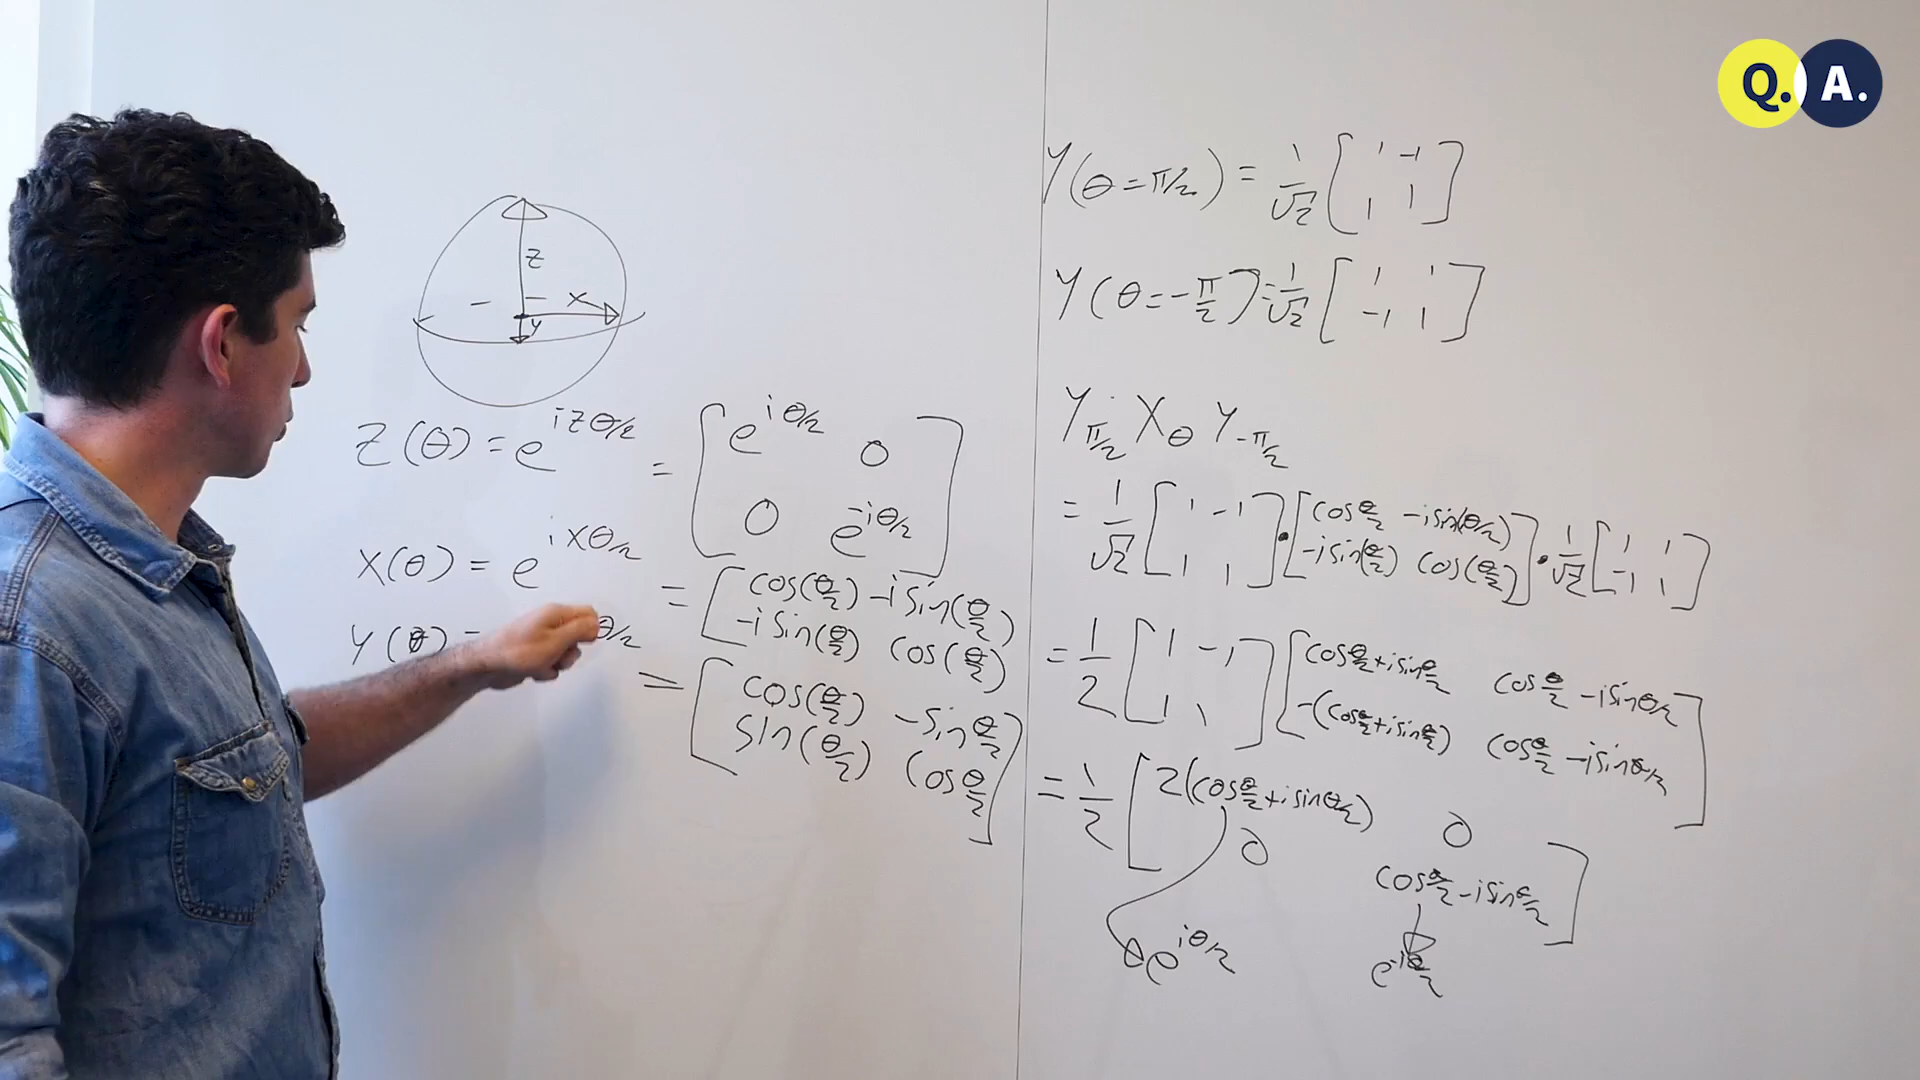 Q. A.
Z
X
Y
Z(θ) = e^{iZθ/2} = [ e^{iθ/2} 0
0 e^{-iθ/2} ]
X(θ) = e^{iXθ/2} = [ cos(θ/2) -i sin(θ/2)
-i sin(θ/2) cos(θ/2) ]
Y(θ) = θ/2
= [ cos(θ/2) -sin θ/2
sin(θ/2) cos θ/2 ]
Y(θ=π/2) = 1/√2 [ 1 -1
1 1 ]
Y(θ=-π/2) = 1/√2 [ 1 1
-1 1 ]
Y_{π/2} X_θ Y_{-π/2}
= 1/√2 [ 1 -1
1 1 ] · [ cos θ/2 -i sin(θ/2)
-i sin(θ/2) cos(θ/2) ] · 1/√2 [ 1 1
-1 1 ]
= 1/2 [ 1 -1
1 1 ] [ cos θ/2 + i sin θ/2 cos θ/2 - i sin θ/2
-(cos θ/2 + i sin θ/2) cos θ/2 - i sin θ/2 ]
= 1/2 [ 2(cos θ/2 + i sin θ/2) 0
0 cos θ/2 - i sin θ/2 ]
e^{iθ/2} e^{-iθ/2}